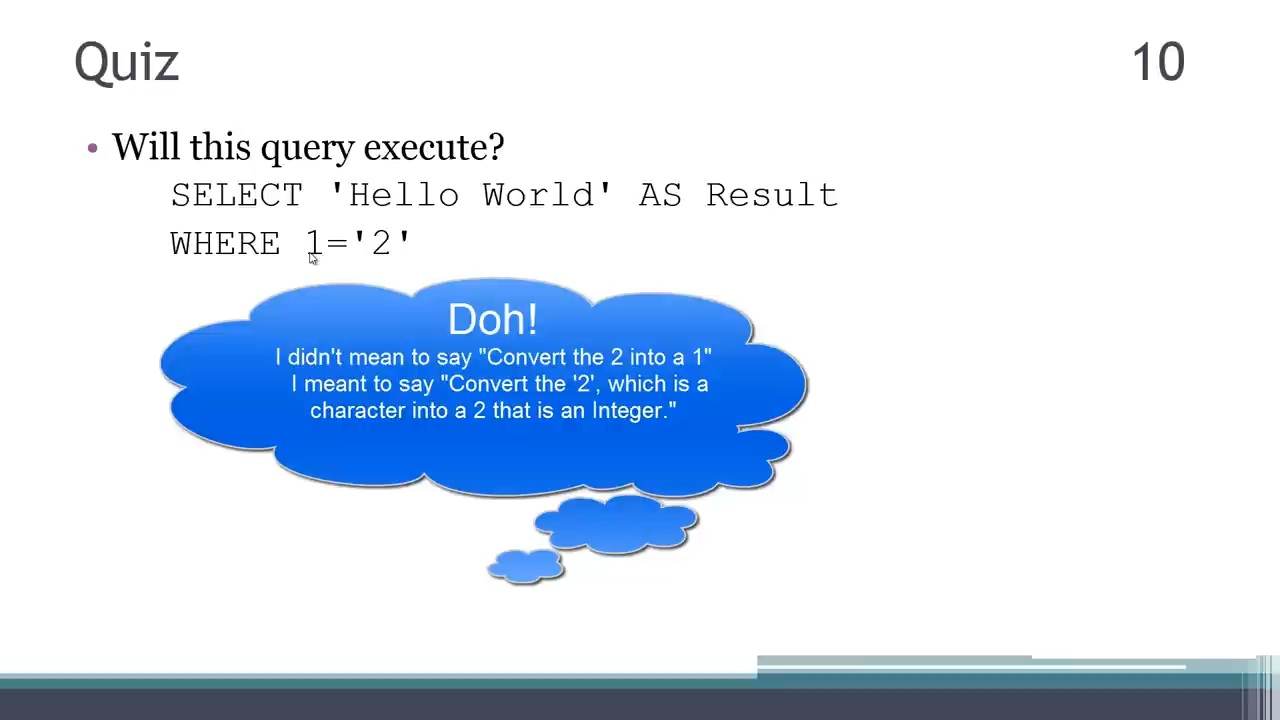 Quiz
10
• Will this query execute?
SELECT 'Hello World' AS Result
WHERE 1='2'
Doh!
I didn't mean to say "Convert the 2 into a 1"
I meant to say "Convert the '2', which is a
character into a 2 that is an Integer."